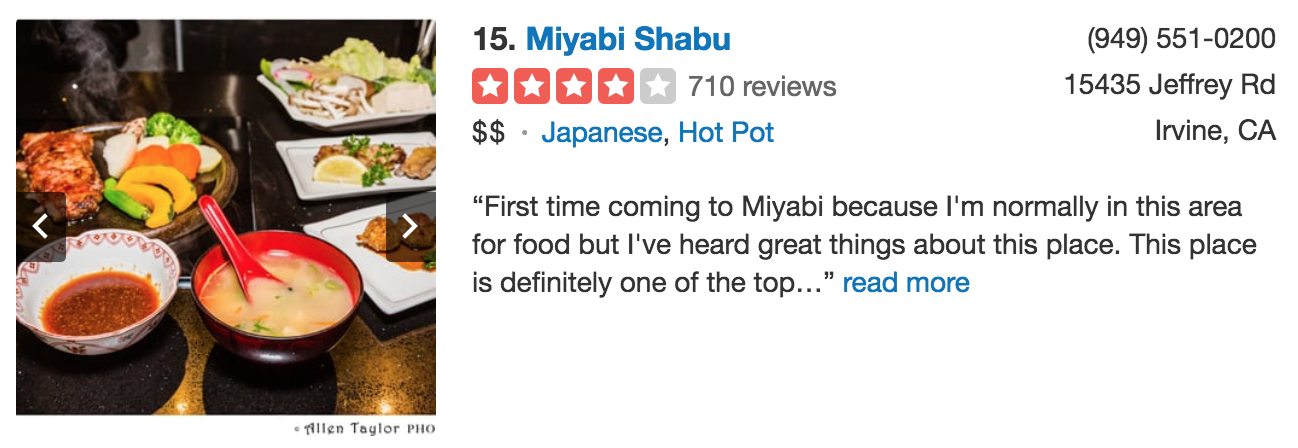 15. Miyabi Shabu
710 reviews
$$ · Japanese, Hot Pot
(949) 551-0200
15435 Jeffrey Rd
Irvine, CA
“First time coming to Miyabi because I'm normally in this area
for food but I've heard great things about this place. This place
is definitely one of the top…” read more
© Allen Taylor PHO